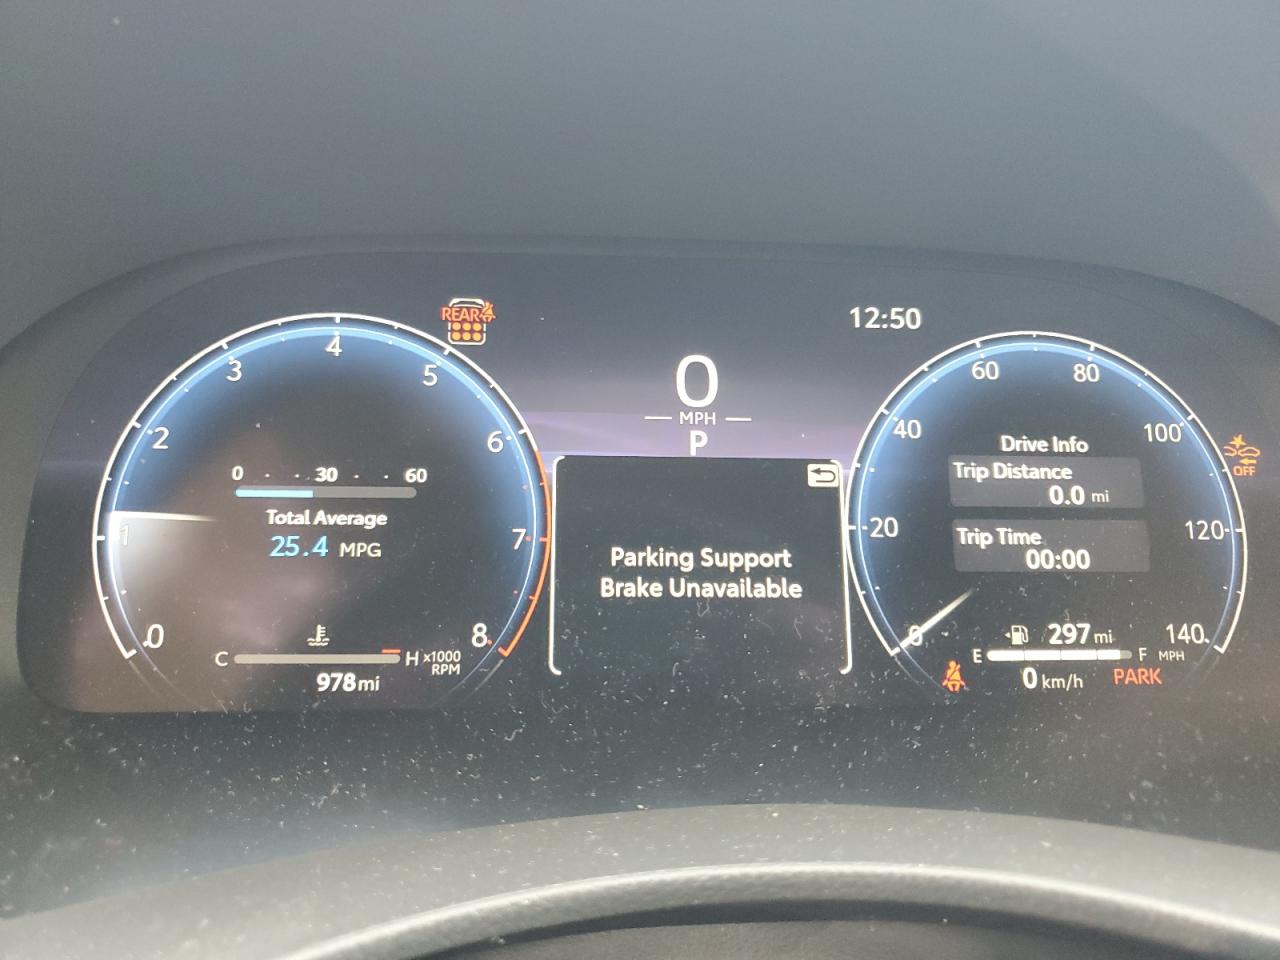 REAR
12:50
0
MPH
P
0 1 2 3 4 5 6 7 8
0 30 60
Total Average
25.4 MPG
C H x1000
RPM
978 mi
Parking Support
Brake Unavailable
0 20 40 60 80 100 120 140
MPH
Drive Info
Trip Distance
0.0 mi
Trip Time
00:00
297 mi
E F
0 km/h PARK
OFF